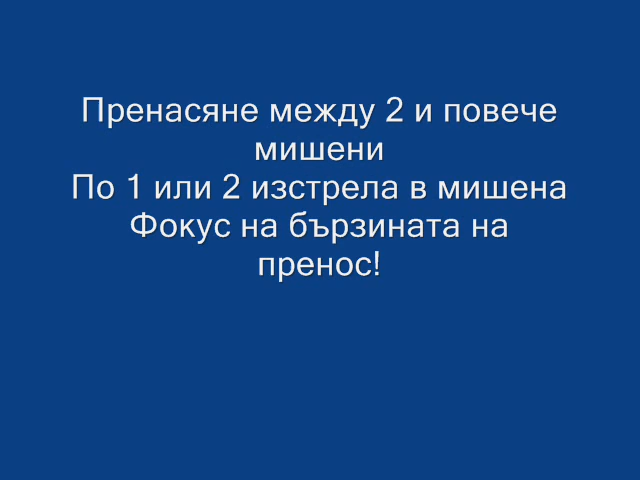 Пренасяне между 2 и повече
мишени
По 1 или 2 изстрела в мишена
Фокус на бързината на
пренос!